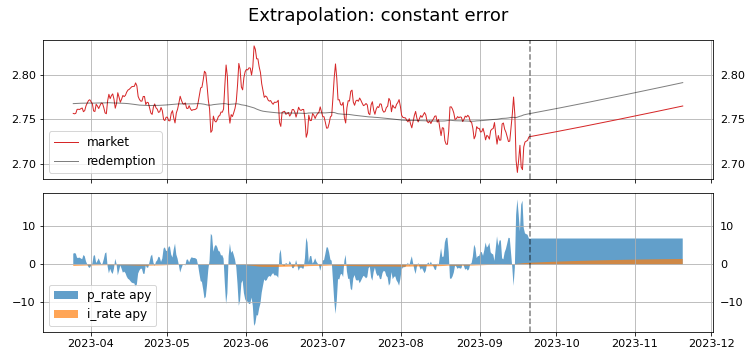 Extrapolation: constant error
2.80
2.75
2.70
2.80
2.75
2.70
market
redemption
10
0
−10
10
0
−10
p_rate apy
i_rate apy
2023-04 2023-05 2023-06 2023-07 2023-08 2023-09 2023-10 2023-11 2023-12